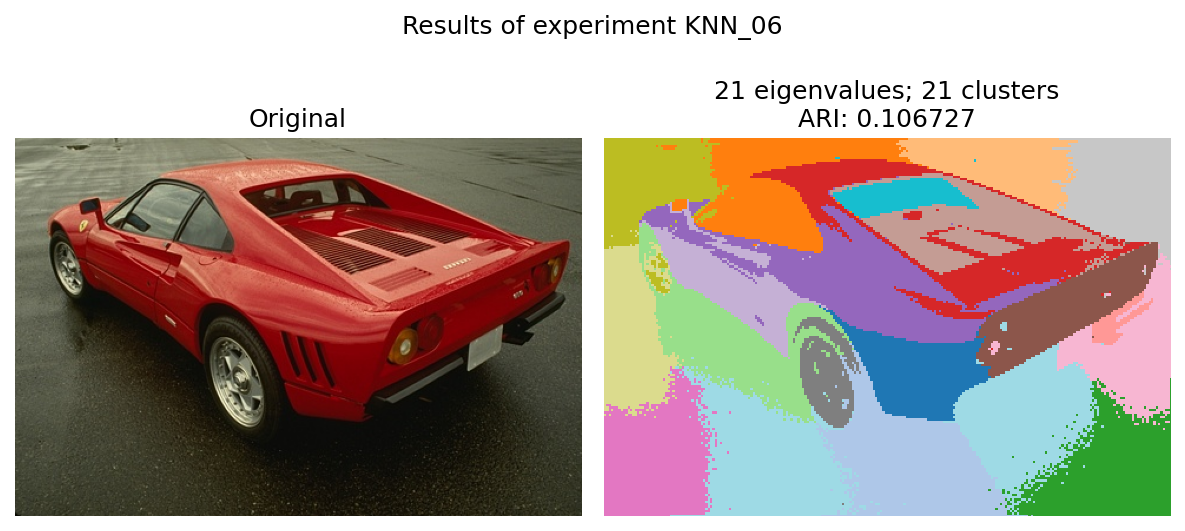 Results of experiment KNN_06
Original
21 eigenvalues; 21 clusters
ARI: 0.106727